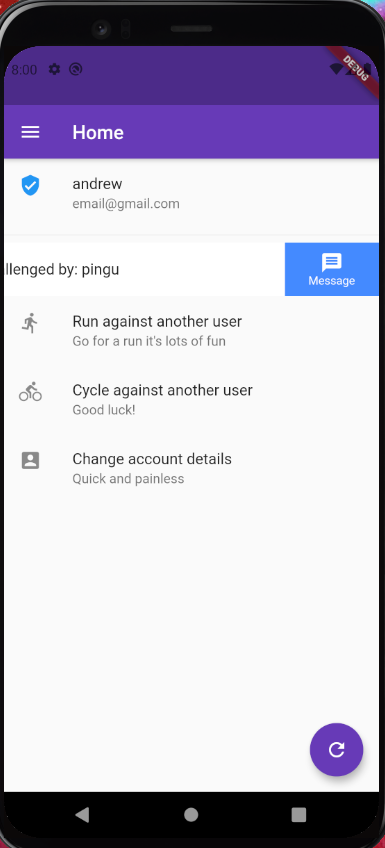 8:00
DEBUG
Home
andrew
email@gmail.com
llenged by: pingu
Message
Run against another user
Go for a run it's lots of fun
Cycle against another user
Good luck!
Change account details
Quick and painless